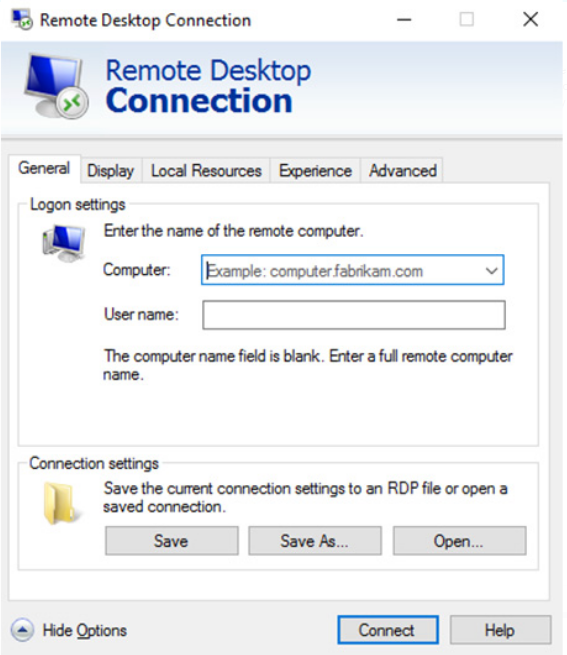 Remote Desktop Connection
Remote Desktop
Connection
General Display Local Resources Experience Advanced
Logon settings
Enter the name of the remote computer.
Computer: Example: computer.fabrikam.com
User name:
The computer name field is blank. Enter a full remote computer
name.
Connection settings
Save the current connection settings to an RDP file or open a
saved connection.
Save Save As... Open...
Hide Options Connect Help